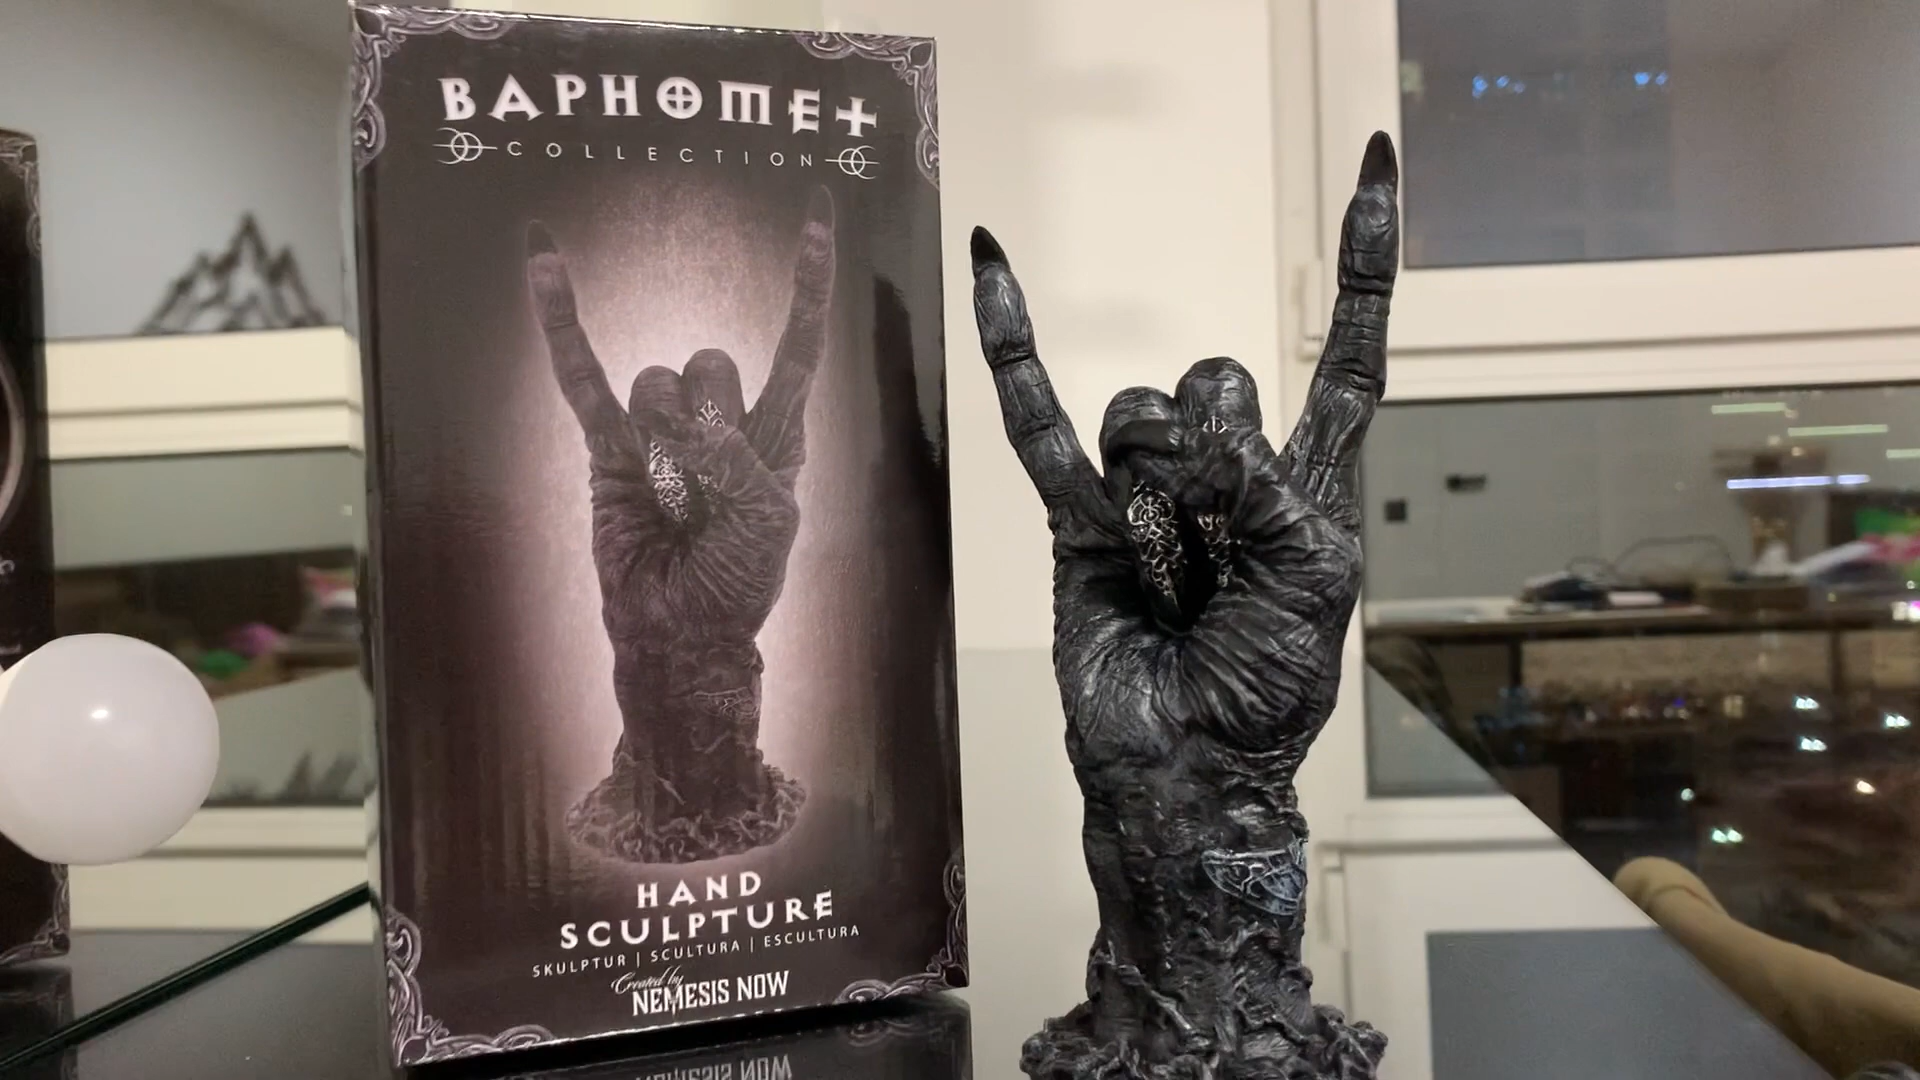 BAPHOMET
COLLECTION
HAND
SCULPTURE
SKULPTUR | SCULTURA | ESCULTURA
Created by
NEMESIS NOW